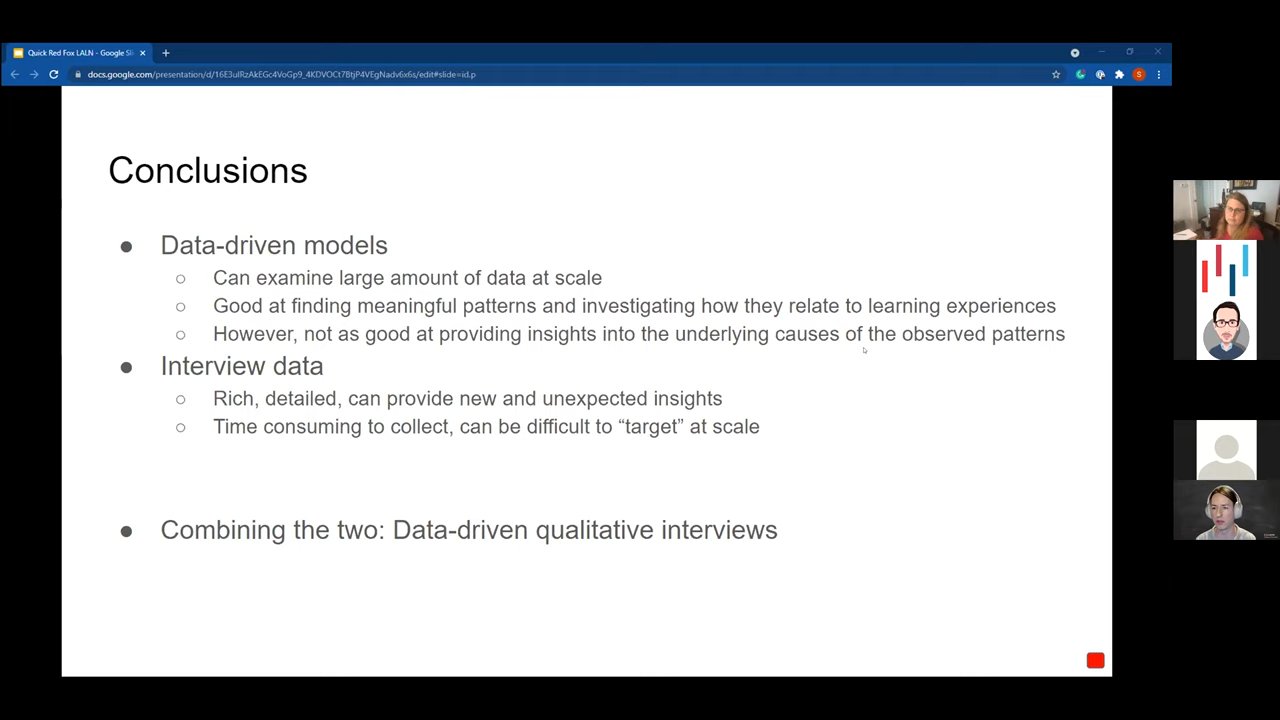 Quick Red Fox LALN - Google Sli
docs.google.com/presentation/d/16E3ulRzAkEGc4VoGp9_4KDVOCt7BtjP4VEgNadv6x6s/edit#slide=id.p
S
Conclusions
● Data-driven models
○ Can examine large amount of data at scale
○ Good at finding meaningful patterns and investigating how they relate to learning experiences
○ However, not as good at providing insights into the underlying causes of the observed patterns
● Interview data
○ Rich, detailed, can provide new and unexpected insights
○ Time consuming to collect, can be difficult to “target” at scale
● Combining the two: Data-driven qualitative interviews